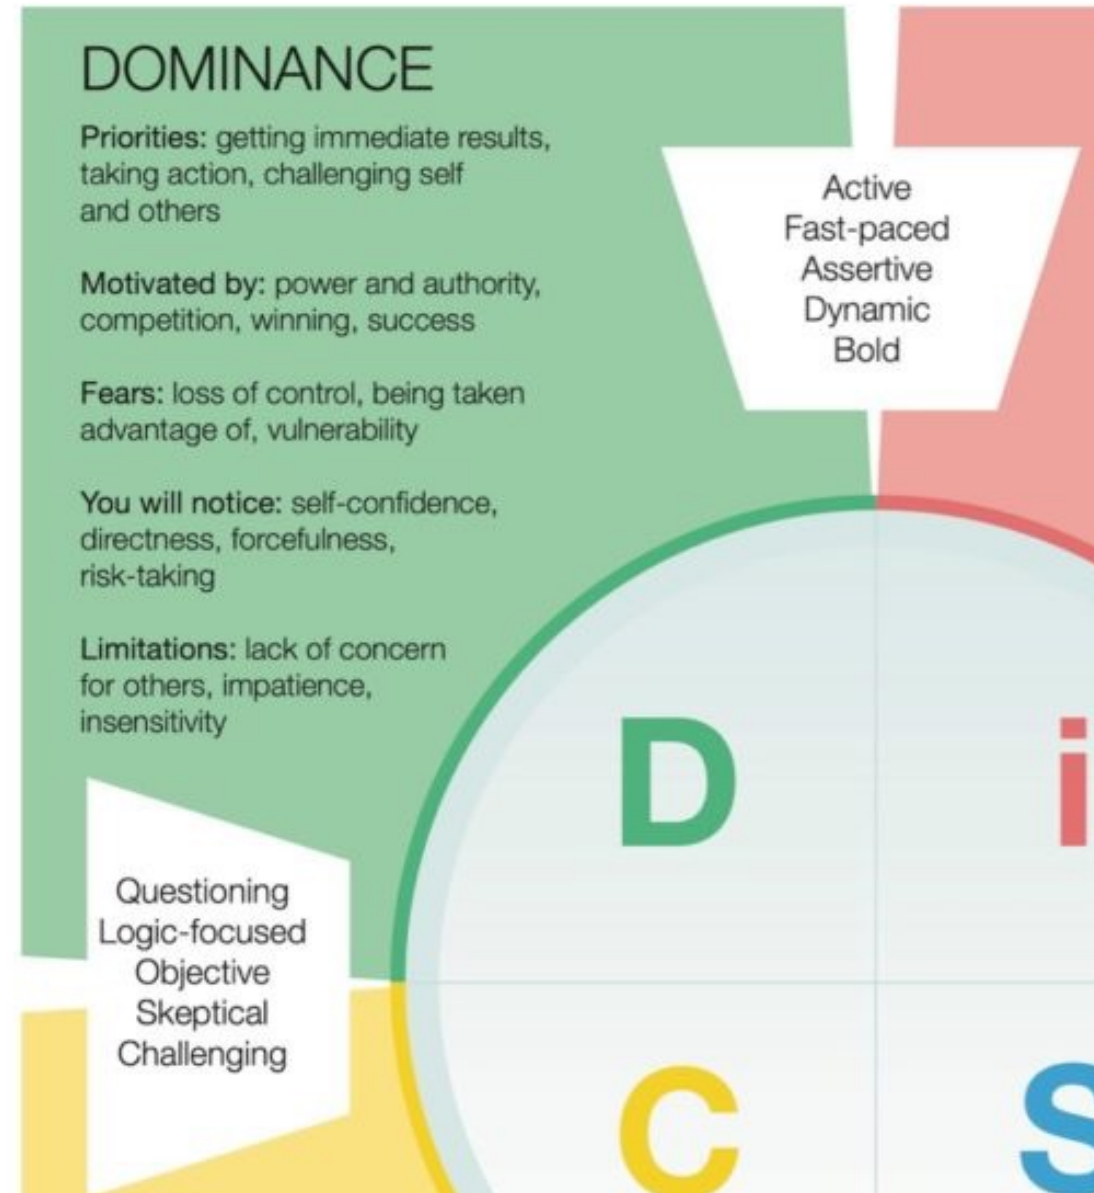 DOMINANCE
Priorities: getting immediate results,
taking action, challenging self
and others
Motivated by: power and authority,
competition, winning, success
Fears: loss of control, being taken
advantage of, vulnerability
You will notice: self-confidence,
directness, forcefulness,
risk-taking
Limitations: lack of concern
for others, impatience,
insensitivity
Active
Fast-paced
Assertive
Dynamic
Bold
Questioning
Logic-focused
Objective
Skeptical
Challenging
D
i
C
S